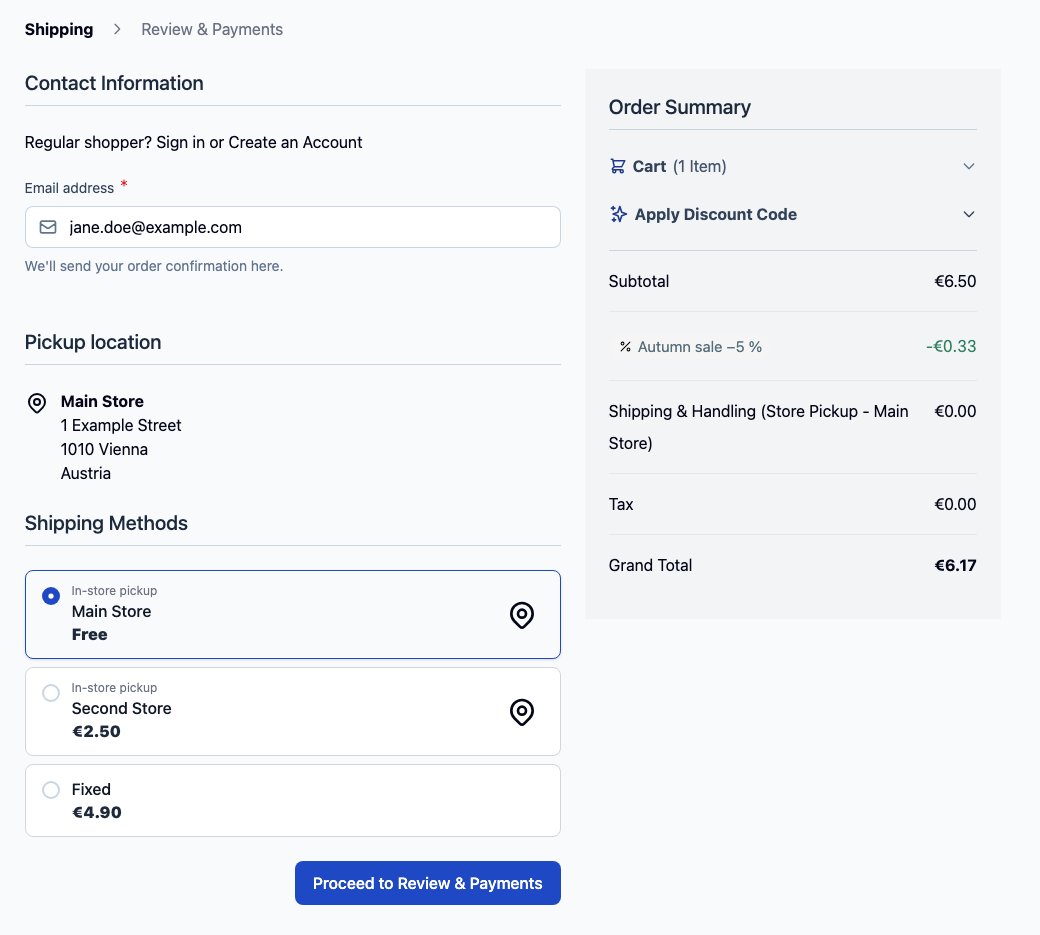 Shipping
Review & Payments
Contact Information
Regular shopper? Sign in or Create an Account
Email address *
jane.doe@example.com
We'll send your order confirmation here.
Pickup location
Main Store
1 Example Street
1010 Vienna
Austria
Shipping Methods
In-store pickup
Main Store
Free
In-store pickup
Second Store
€2.50
Fixed
€4.90
Proceed to Review & Payments
Order Summary
Cart (1 Item)
Apply Discount Code
Subtotal €6.50
% Autumn sale −5 % -€0.33
Shipping & Handling (Store Pickup - Main €0.00
Store)
Tax €0.00
Grand Total €6.17